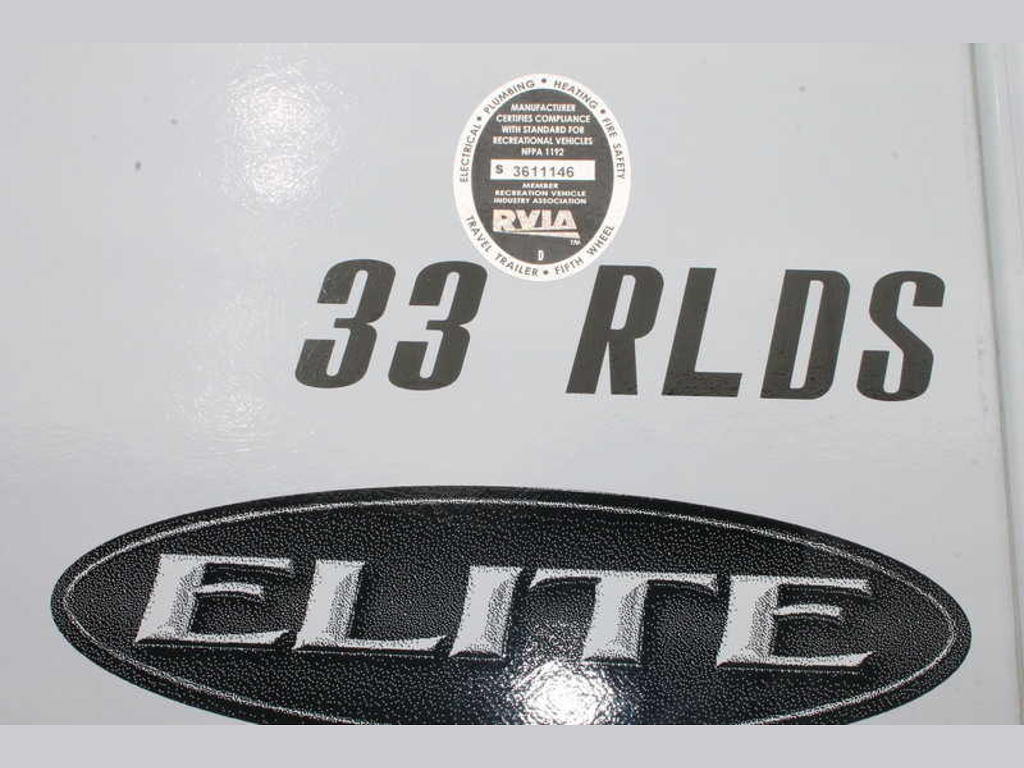 ELECTRICAL • PLUMBING • HEATING • FIRE SAFETY
MANUFACTURER
CERTIFIES COMPLIANCE
WITH STANDARD FOR
RECREATIONAL VEHICLES
NFPA 1192
S 3611146
MEMBER
RECREATION VEHICLE
INDUSTRY ASSOCIATION
RVIA
TM
D
TRAVEL TRAILER • FIFTH WHEEL
33 RLDS
ELITE